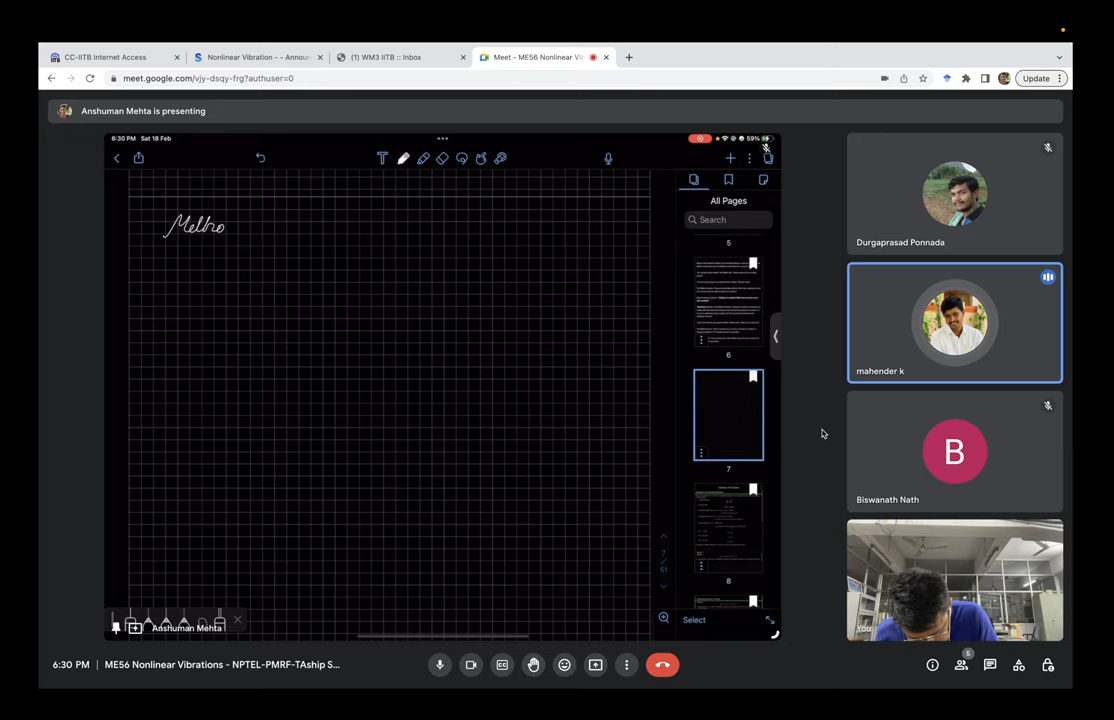 CC-IITB Internet Access
Nonlinear Vibration - - Announ
(1) WM3 IITB :: Inbox
Meet - ME56 Nonlinear Vib
meet.google.com/vjy-dsqy-frg?authuser=0
Update
Anshuman Mehta is presenting
6:30 PM Sat 18 Feb
59%
All Pages
Search
5
6
7
8
7
51
Select
Metho
Anshuman Mehta
Durgaprasad Ponnada
mahender k
B
Biswanath Nath
You
6:30 PM | ME56 Nonlinear Vibrations - NPTEL-PMRF-TAship S...
5